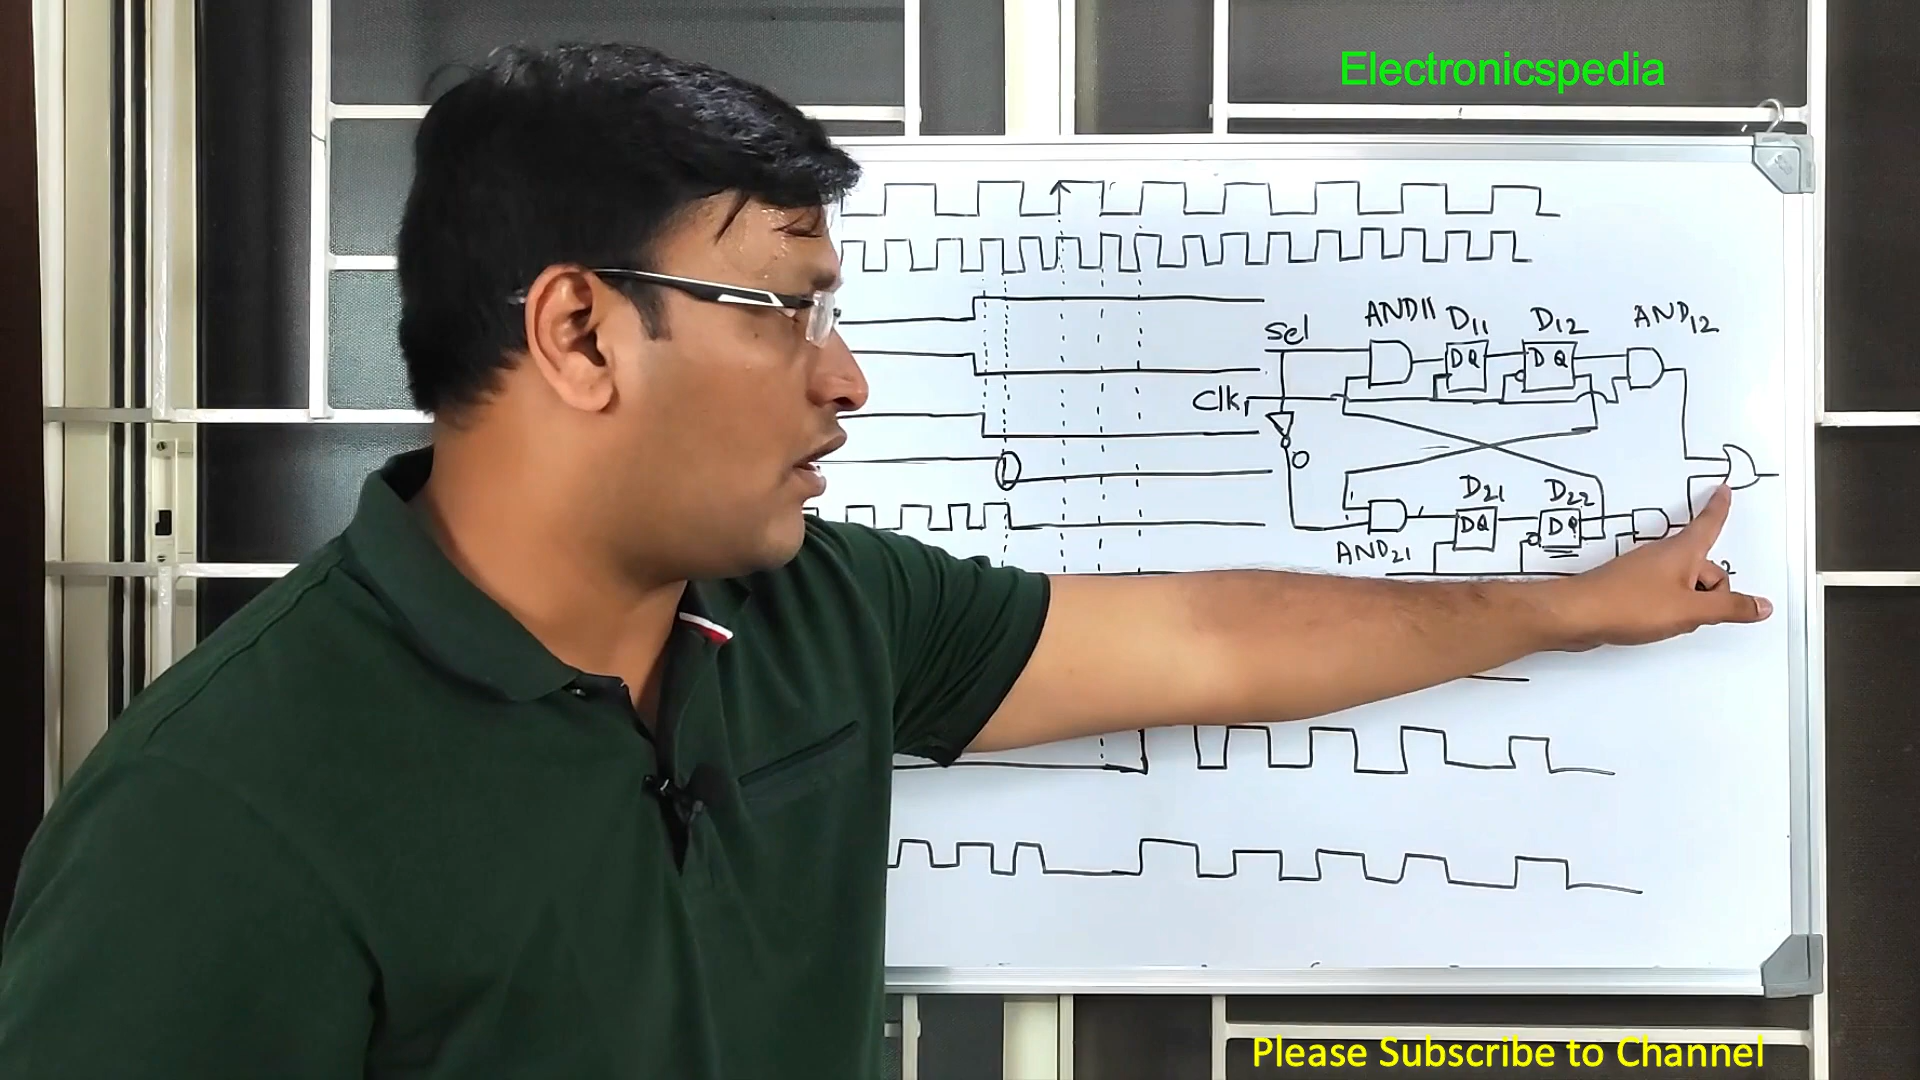 Electronicspedia
AND11 D11 D12 AND12
Sel
DQ DQ
Clk1
0
D21 D22
DQ DQ
AND21
2
Please Subscribe to Channel